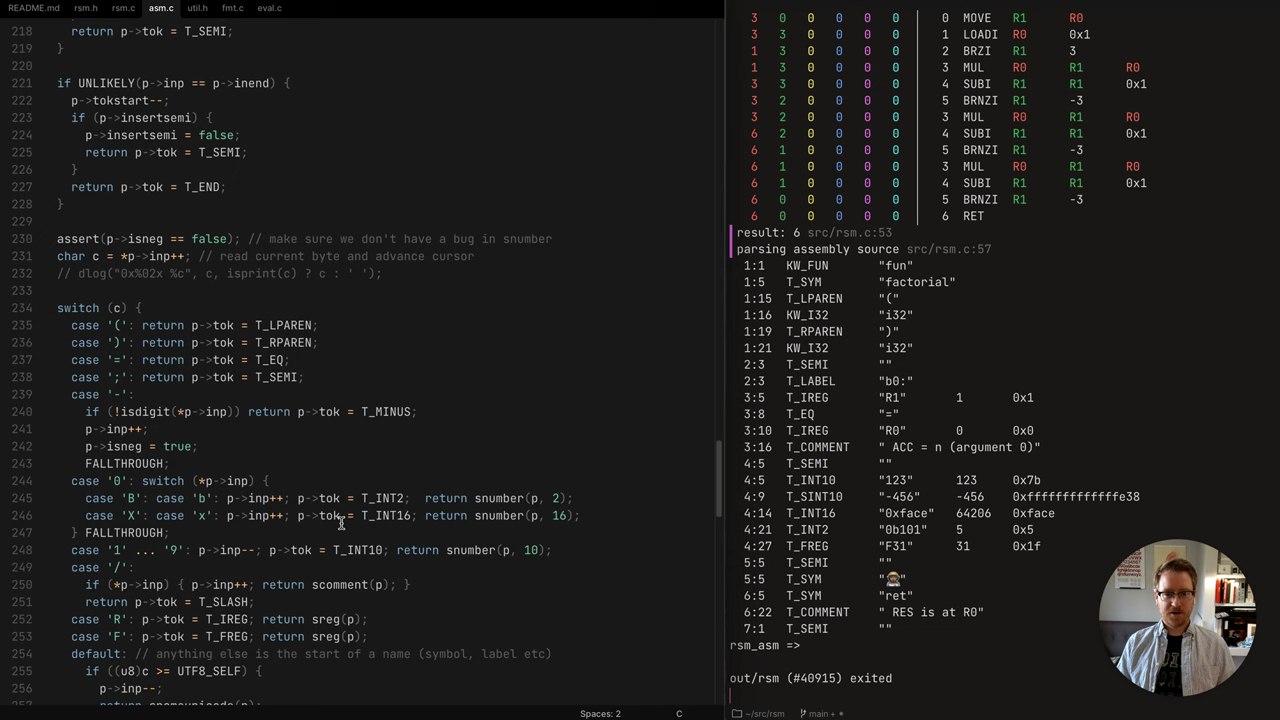 README.md rsm.h rsm.c asm.c util.h fmt.c eval.c
218 return p->tok = T_SEMI;
219 }
220
221 if UNLIKELY(p->inp == p->inend) {
222 p->tokstart--;
223 if (p->insertsemi) {
224 p->insertsemi = false;
225 return p->tok = T_SEMI;
226 }
227 return p->tok = T_END;
228 }
229
230 assert(p->isneg == false); // make sure we don't have a bug in snumber
231 char c = *p->inp++; // read current byte and advance cursor
232 // dlog("0x%02x %c", c, isprint(c) ? c : ' ');
233
234 switch (c) {
235 case '(': return p->tok = T_LPAREN;
236 case ')': return p->tok = T_RPAREN;
237 case '=': return p->tok = T_EQ;
238 case ';': return p->tok = T_SEMI;
239 case '-':
240 if (!isdigit(*p->inp)) return p->tok = T_MINUS;
241 p->inp++;
242 p->isneg = true;
243 FALLTHROUGH;
244 case '0': switch (*p->inp) {
245 case 'B': case 'b': p->inp++; p->tok = T_INT2; return snumber(p, 2);
246 case 'X': case 'x': p->inp++; p->tok = T_INT16; return snumber(p, 16);
247 } FALLTHROUGH;
248 case '1' ... '9': p->inp--; p->tok = T_INT10; return snumber(p, 10);
249 case '/':
250 if (*p->inp) { p->inp++; return scomment(p); }
251 return p->tok = T_SLASH;
252 case 'R': p->tok = T_IREG; return sreg(p);
253 case 'F': p->tok = T_FREG; return sreg(p);
254 default: // anything else is the start of a name (symbol, label etc)
255 if ((u8)c >= UTF8_SELF) {
256 p->inp--;
Spaces: 2 C
3 0 0 0 0 0 0 MOVE R1 R0
3 3 0 0 0 0 1 LOADI R0 0x1
1 3 0 0 0 0 2 BRZI R1 3
1 3 0 0 0 0 3 MUL R0 R1 R0
3 3 0 0 0 0 4 SUBI R1 R1 0x1
3 2 0 0 0 0 5 BRNZI R1 -3
3 2 0 0 0 0 3 MUL R0 R1 R0
6 2 0 0 0 0 4 SUBI R1 R1 0x1
6 1 0 0 0 0 5 BRNZI R1 -3
6 1 0 0 0 0 3 MUL R0 R1 R0
6 1 0 0 0 0 4 SUBI R1 R1 0x1
6 0 0 0 0 0 5 BRNZI R1 -3
6 0 0 0 0 0 6 RET
result: 6 src/rsm.c:53
parsing assembly source src/rsm.c:57
1:1 KW_FUN "fun"
1:5 T_SYM "factorial"
1:15 T_LPAREN "("
1:16 KW_I32 "i32"
1:19 T_RPAREN ")"
1:21 KW_I32 "i32"
2:3 T_SEMI ""
2:3 T_LABEL "b0:"
3:5 T_IREG "R1" 1 0x1
3:8 T_EQ "="
3:10 T_IREG "R0" 0 0x0
3:16 T_COMMENT " ACC = n (argument 0)"
4:5 T_SEMI ""
4:5 T_INT10 "123" 123 0x7b
4:9 T_SINT10 "-456" -456 0xfffffffffffffe38
4:14 T_INT16 "0xface" 64206 0xface
4:21 T_INT2 "0b101" 5 0x5
4:27 T_FREG "F31" 31 0x1f
5:5 T_SEMI ""
5:5 T_SYM ""
6:5 T_SYM "ret"
6:22 T_COMMENT " RES is at R0"
7:1 T_SEMI ""
rsm_asm =>
out/rsm (#40915) exited
~/src/rsm main + *